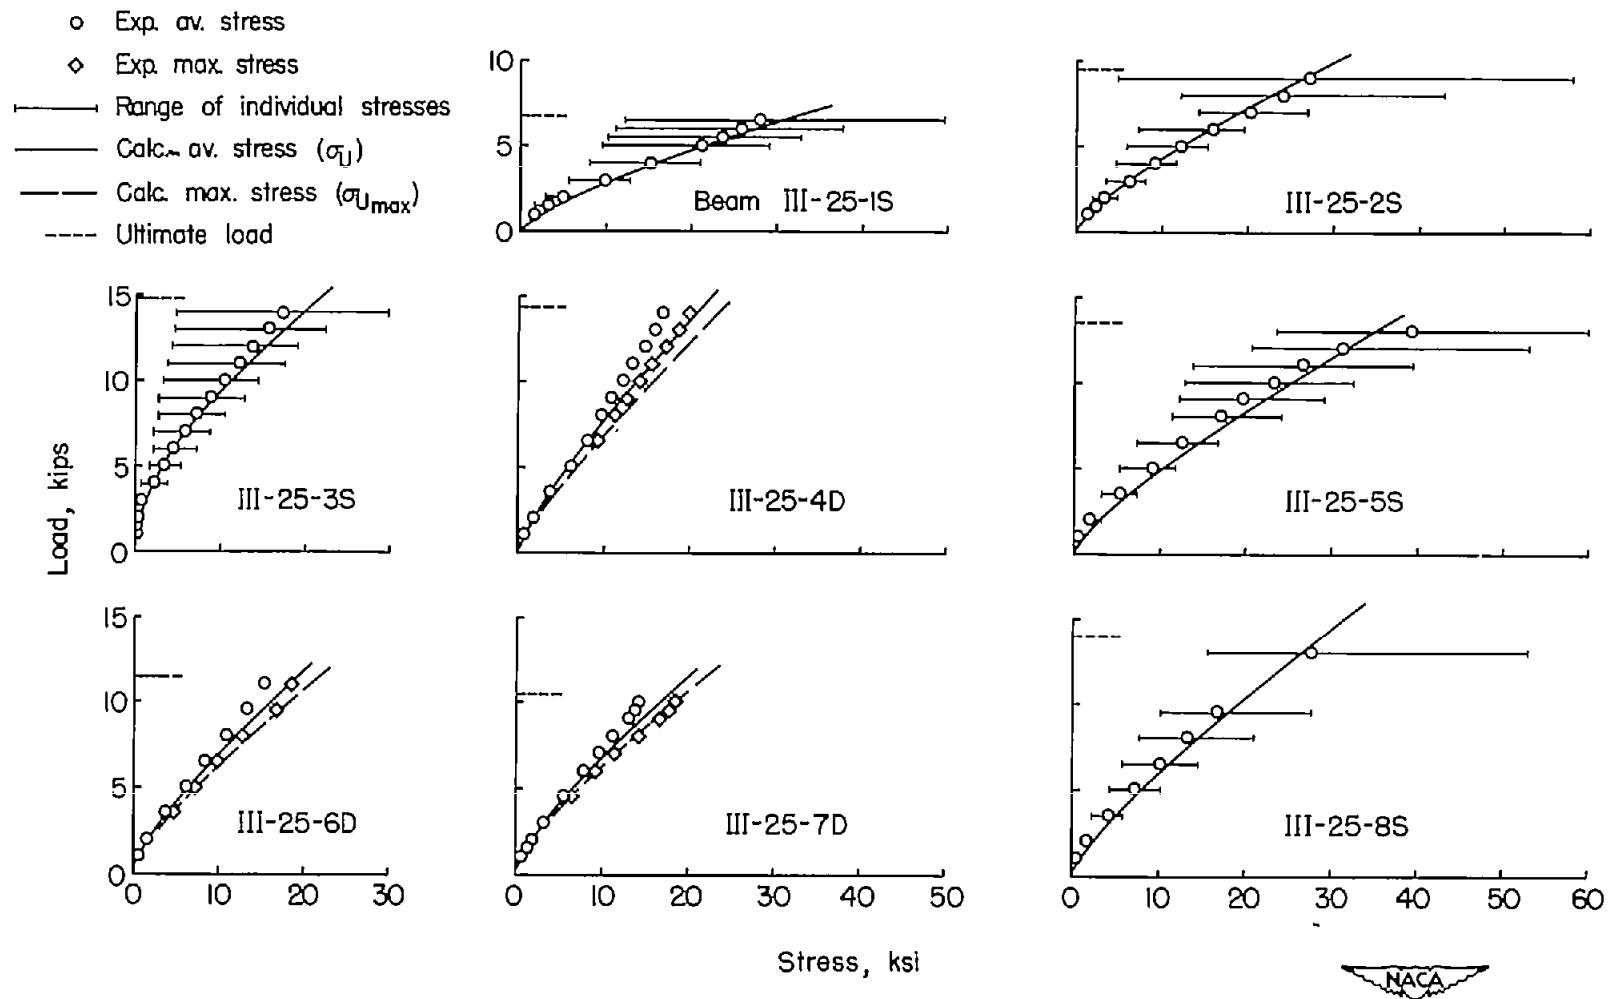 Exp. av. stress
Exp. max. stress
Range of individual stresses
Calc. av. stress (σU)
Calc. max. stress (σUmax)
Ultimate load
10
5
0
Beam III-25-1S
III-25-2S
15
10
5
0
Load, kips
III-25-3S
III-25-4D
III-25-5S
15
10
5
0
III-25-6D
III-25-7D
III-25-8S
0 10 20 30
0 10 20 30 40 50
0 10 20 30 40 50 60
Stress, ksi
NACA